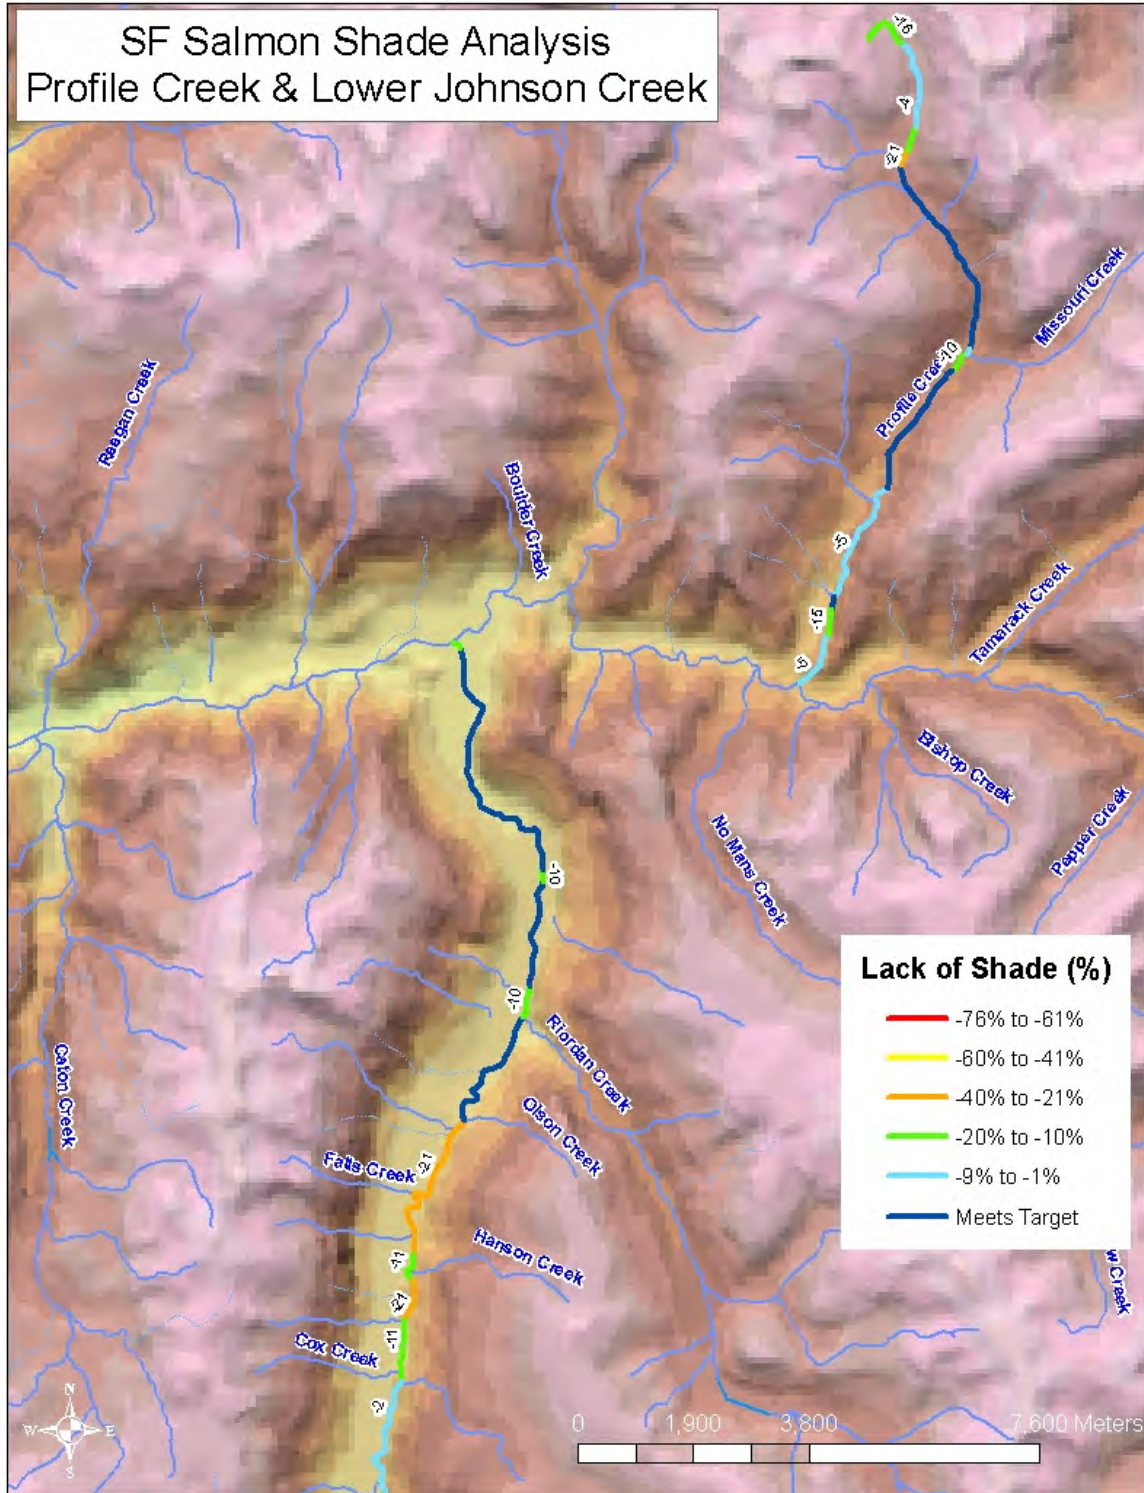 SF Salmon Shade Analysis
Profile Creek & Lower Johnson Creek
-16
-4
-21
Missouri Creek
-10
Profile Creek
Reegan Creek
Boulder Creek
-5
-15
Tamarack Creek
-5
Bishop Creek
Pepper Creek
No Mans Creek
-10
-10
Riordan Creek
Caton Creek
Olson Creek
-21
Falls Creek
Hanson Creek
-11
-21
-11
Cox Creek
-2
Lack of Shade (%)
-76% to -61%
-60% to -41%
-40% to -21%
-20% to -10%
-9% to -1%
Meets Target
w Creek
N
W E
S
0 1,900 3,800 7,600 Meters